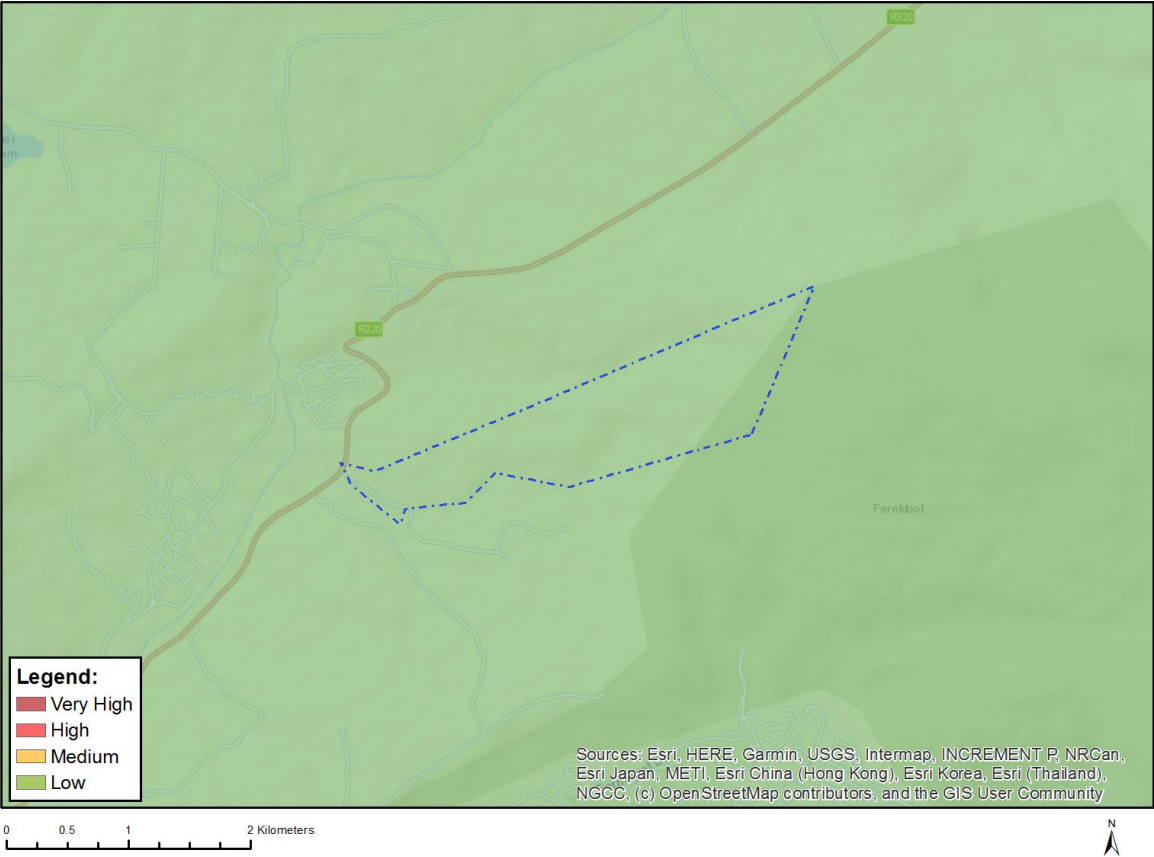 R320
R320
Fernkloof
Legend:
Very High
High
Medium
Low
Sources: Esri, HERE, Garmin, USGS, Intermap, INCREMENT P, NRCan,
Esri Japan, METI, Esri China (Hong Kong), Esri Korea, Esri (Thailand),
NGCC, (c) OpenStreetMap contributors, and the GIS User Community
0 0.5 1 2 Kilometers
N